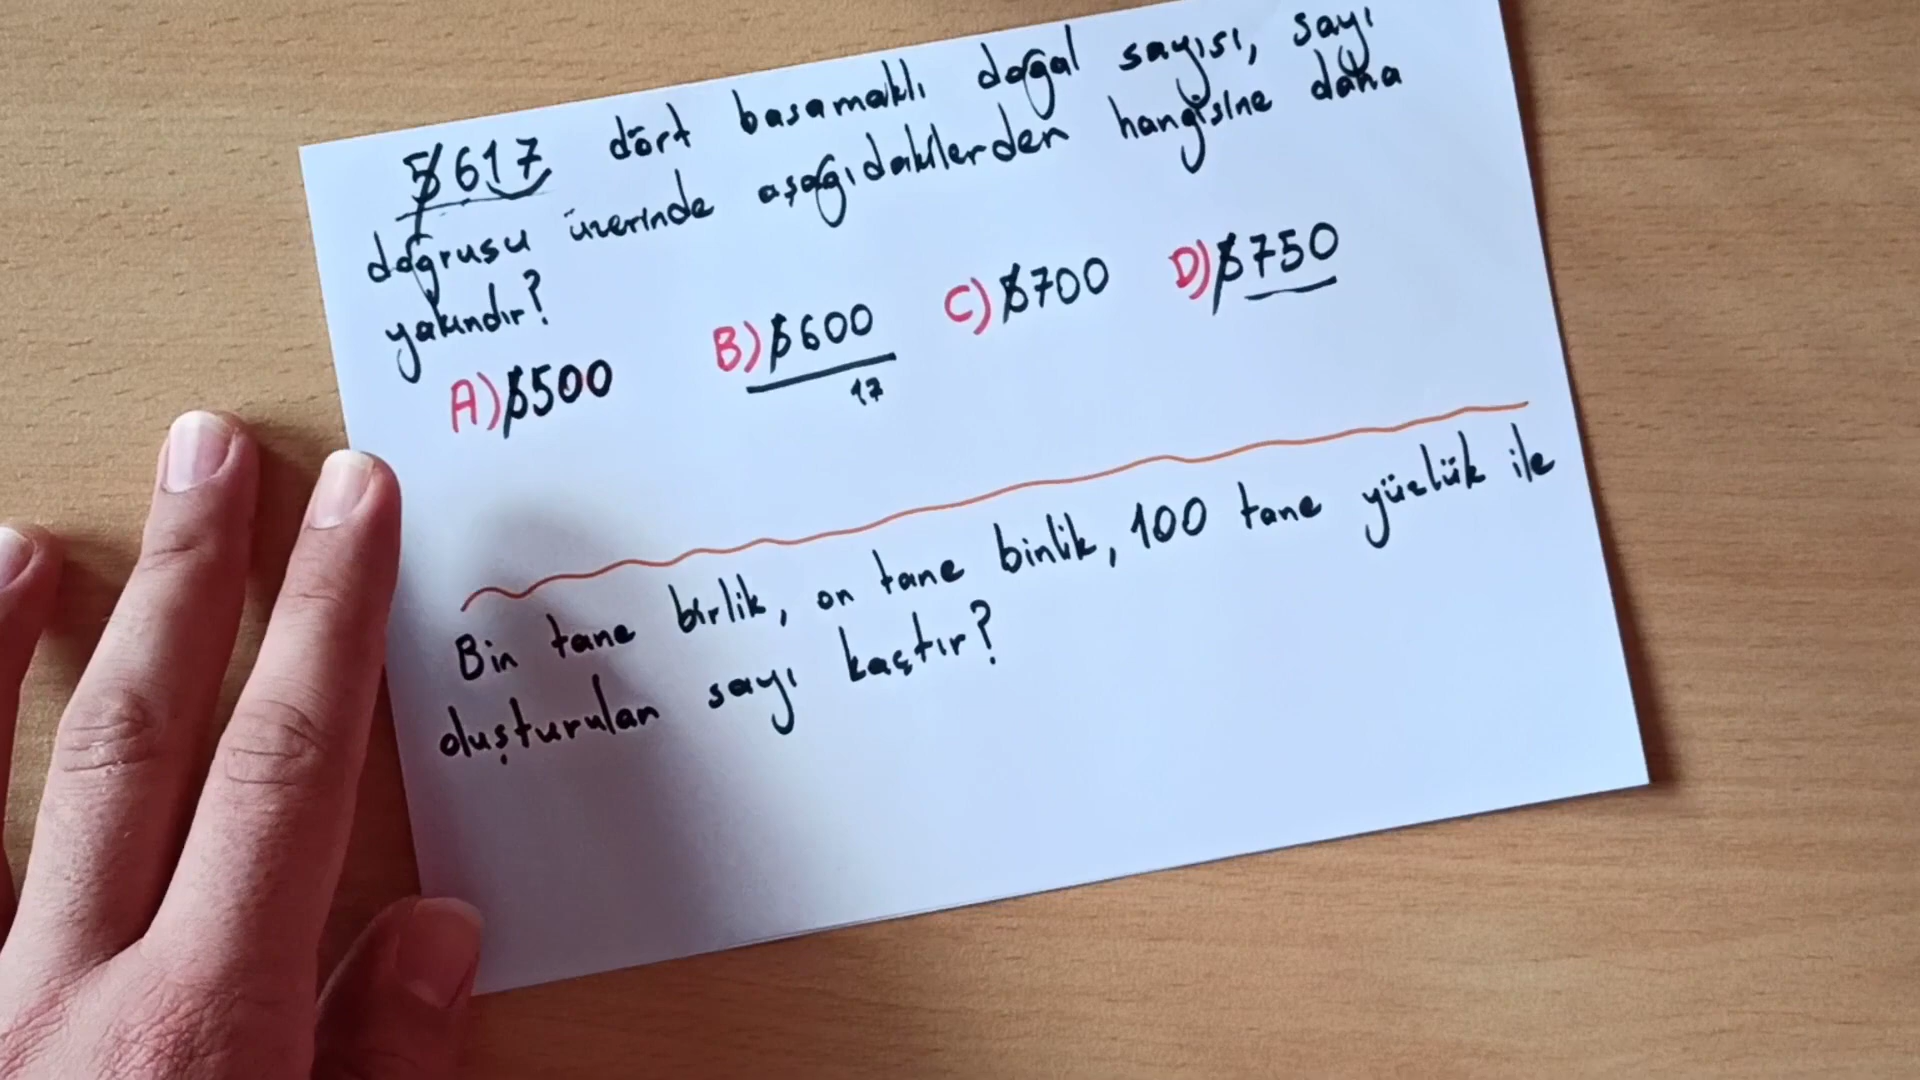 5617 dört basamaklı doğal sayısı, sayı
doğrusu üzerinde aşağıdakilerden hangisine daha
yakındır?
A) 5500 B) 5600 C) 5700 D) 5750
17
Bin tane birlik, on tane binlik, 100 tane yüzlük ile
oluşturulan sayı kaçtır?